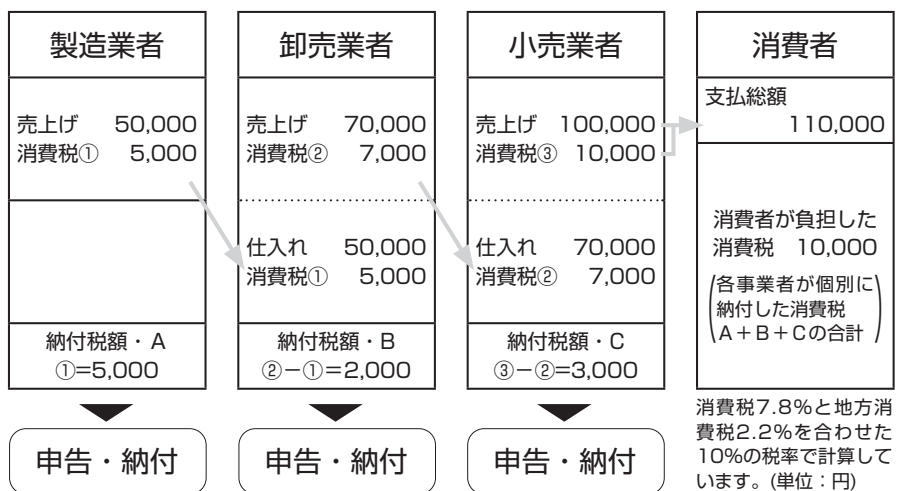 製造業者
売上げ 50,000
消費税① 5,000
納付税額・A
①=5,000
申告・納付
卸売業者
売上げ 70,000
消費税② 7,000
仕入れ 50,000
消費税① 5,000
納付税額・B
②－①=2,000
申告・納付
小売業者
売上げ 100,000
消費税③ 10,000
仕入れ 70,000
消費税② 7,000
納付税額・C
③－②=3,000
申告・納付
消費者
支払総額
110,000
消費者が負担した
消費税 10,000
(各事業者が個別に
納付した消費税
A＋B＋Cの合計)
消費税7.8%と地方消
費税2.2%を合わせた
10%の税率で計算して
います。(単位：円)